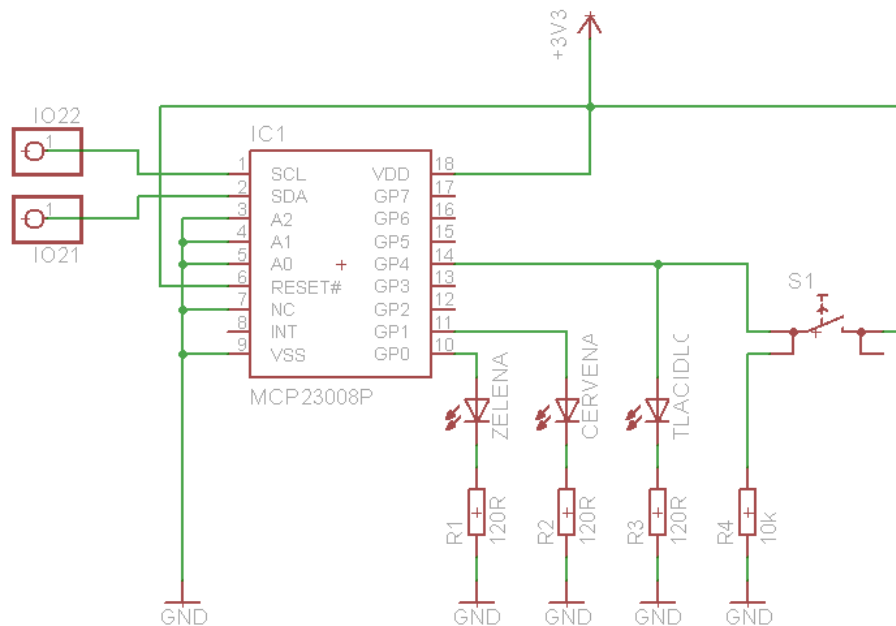 +3V3
IO22
1
1
IO21
IC1
1 SCL VDD 18
2 SDA GP7 17
3 A2 GP6 16
4 A1 GP5 15
5 A0 GP4 14
6 RESET# GP3 13
7 NC GP2 12
8 INT GP1 11
9 VSS GP0 10
MCP23008P
S1
ZELENA
CERVENA
R1
120R
R2
120R
R3
120R
R4
10k
GND
GND
GND
GND
GND